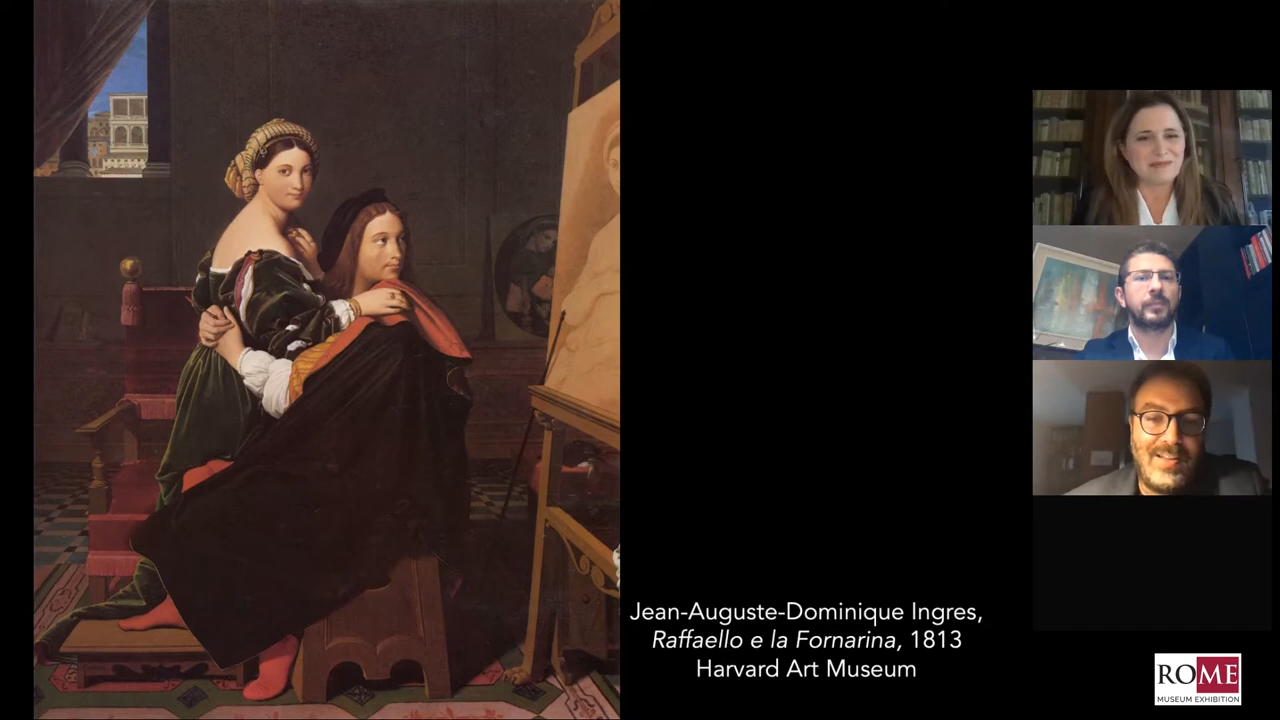 Jean-Auguste-Dominique Ingres,
Raffaello e la Fornarina, 1813
Harvard Art Museum
ROME
MUSEUM EXHIBITION